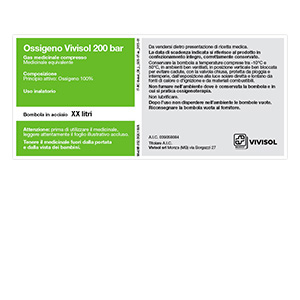 Ossigeno Vivisol 200 bar
Gas medicinale compresso
Medicinale equivalente
Composizione
Principio attivo: Ossigeno 100%
Uso inalatorio
Bombola in acciaio XX litri
Attenzione: prima di utilizzare il medicinale,
leggere attentamente il foglio illustrativo accluso.
Tenere il medicinale fuori dalla portata
e dalla vista dei bambini.
Da vendersi dietro presentazione di ricetta medica.
La data di scadenza indicata si riferisce al prodotto in
confezionamento integro, correttamente conservato.
Conservare la bombola a temperature comprese tra -10°C e
50°C, in ambienti ben ventilati, in posizione verticale ben bloccata
per evitare cadute, con la valvola chiusa, protetta da pioggia e
intemperie, dall'esposizione alla luce solare diretta e lontano da
fonti di calore o d'ignizione e da materiali combustibili.
Non fumare nell'ambiente dove è conservata la bombola e in
cui si pratica ossigenoterapia.
Non lubrificare.
Dopo l'uso non disperdere nell'ambiente le bombole vuote.
Riconsegnare la bombola vuota al fornitore.
A.I.C.
Titolare A.I.C.
Vivisol srl Monza (MB) via Borgazzi 27
VIVISOL